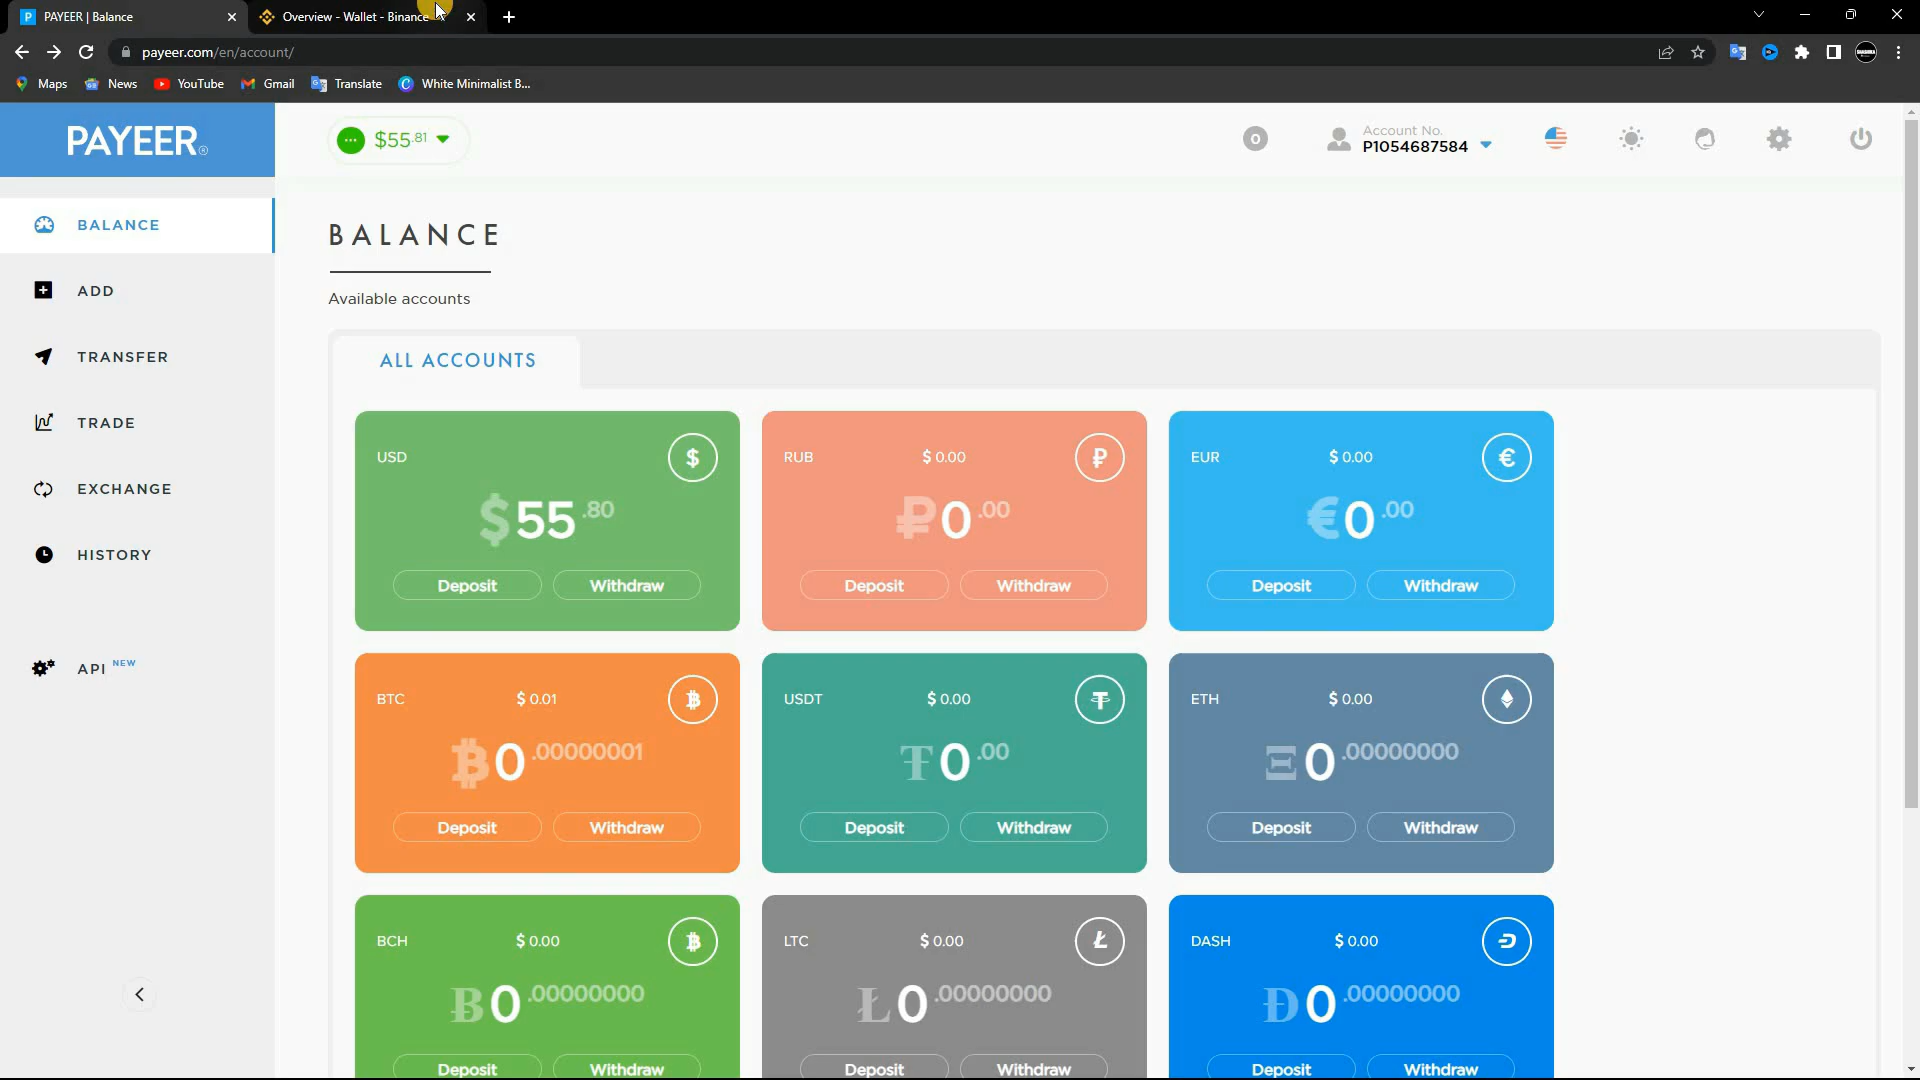 PAYEER | Balance
Overview - Wallet - Binance
payeer.com/en/account/
Maps
News
YouTube
Gmail
Translate
White Minimalist B...
PAYEER®
$55.81
0
Account No.
P1054687584
BALANCE
ADD
TRANSFER
TRADE
EXCHANGE
HISTORY
API NEW
BALANCE
Available accounts
ALL ACCOUNTS
USD
$55.80
Deposit Withdraw
RUB $0.00
₽0.00
Deposit Withdraw
EUR $0.00
€0.00
Deposit Withdraw
BTC $0.01
₿0.00000001
Deposit Withdraw
USDT $0.00
₮0.00
Deposit Withdraw
ETH $0.00
Ξ0.00000000
Deposit Withdraw
BCH $0.00
Ƀ0.00000000
Deposit Withdraw
LTC $0.00
Ł0.00000000
Deposit Withdraw
DASH $0.00
Đ0.00000000
Deposit Withdraw